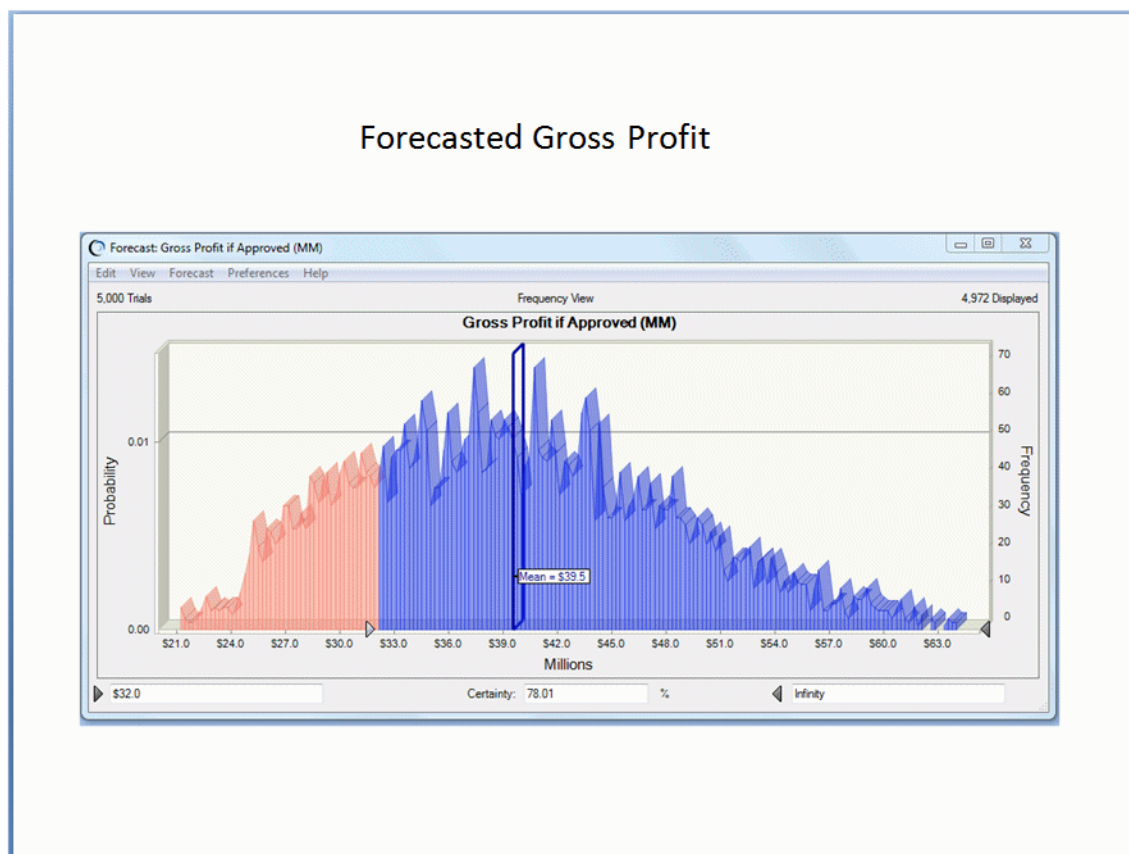 Forecasted Gross Profit
Forecast: Gross Profit if Approved (MM)
Edit View Forecast Preferences Help
5,000 Trials Frequency View 4,972 Displayed
Gross Profit if Approved (MM)
70
60
0.01 50
40
Probability Frequency
30
20
Mean = $39.5
10
0.00 0
$21.0 $24.0 $27.0 $30.0 $33.0 $36.0 $39.0 $42.0 $45.0 $48.0 $51.0 $54.0 $57.0 $60.0 $63.0
Millions
$32.0 Certainty: 78.01 % Infinity